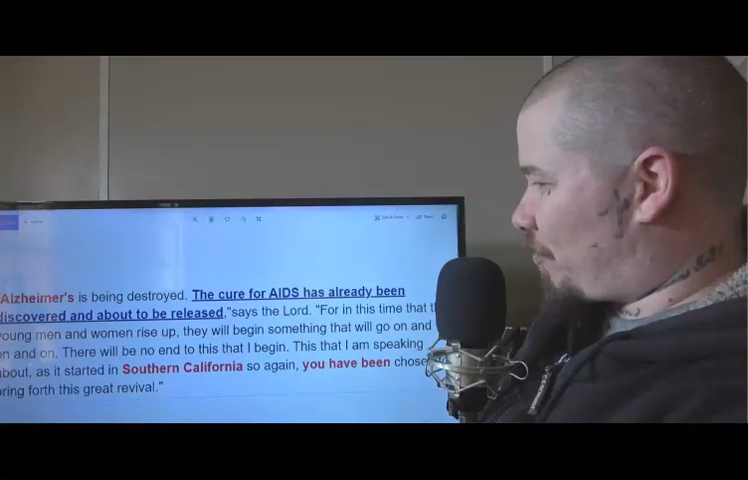 Alzheimer's is being destroyed. The cure for AIDS has already been
discovered and about to be released,"says the Lord. "For in this time that
young men and women rise up, they will begin something that will go on and
on and on. There will be no end to this that I begin. This that I am speaking
about, as it started in Southern California so again, you have been
bring forth this great revival."